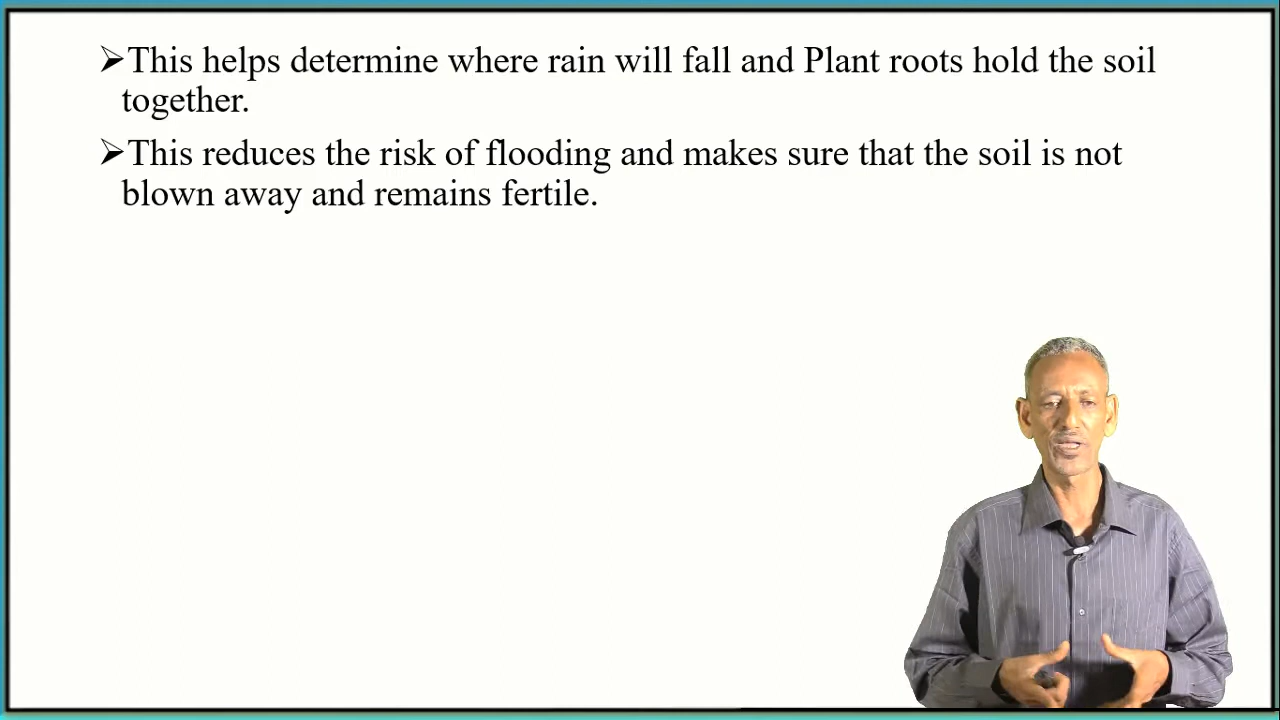 ➢This helps determine where rain will fall and Plant roots hold the soil
together.
➢This reduces the risk of flooding and makes sure that the soil is not
blown away and remains fertile.